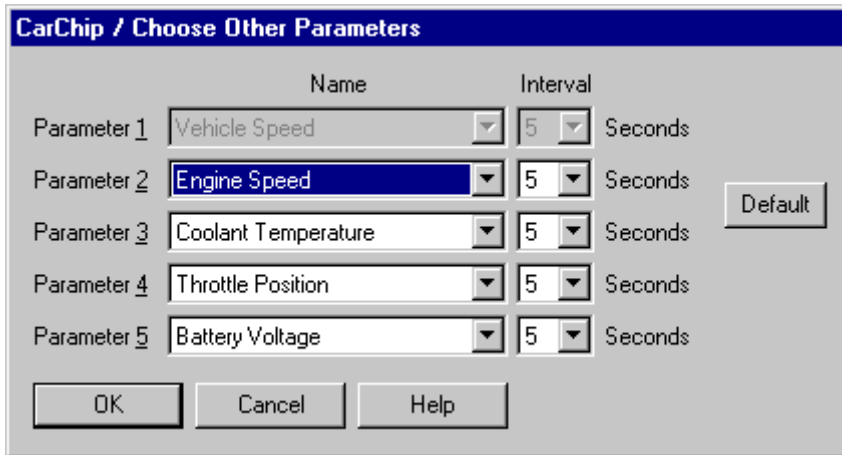 CarChip / Choose Other Parameters
Name Interval
Parameter 1 Vehicle Speed 5 Seconds
Parameter 2 Engine Speed 5 Seconds
Default
Parameter 3 Coolant Temperature 5 Seconds
Parameter 4 Throttle Position 5 Seconds
Parameter 5 Battery Voltage 5 Seconds
OK Cancel Help